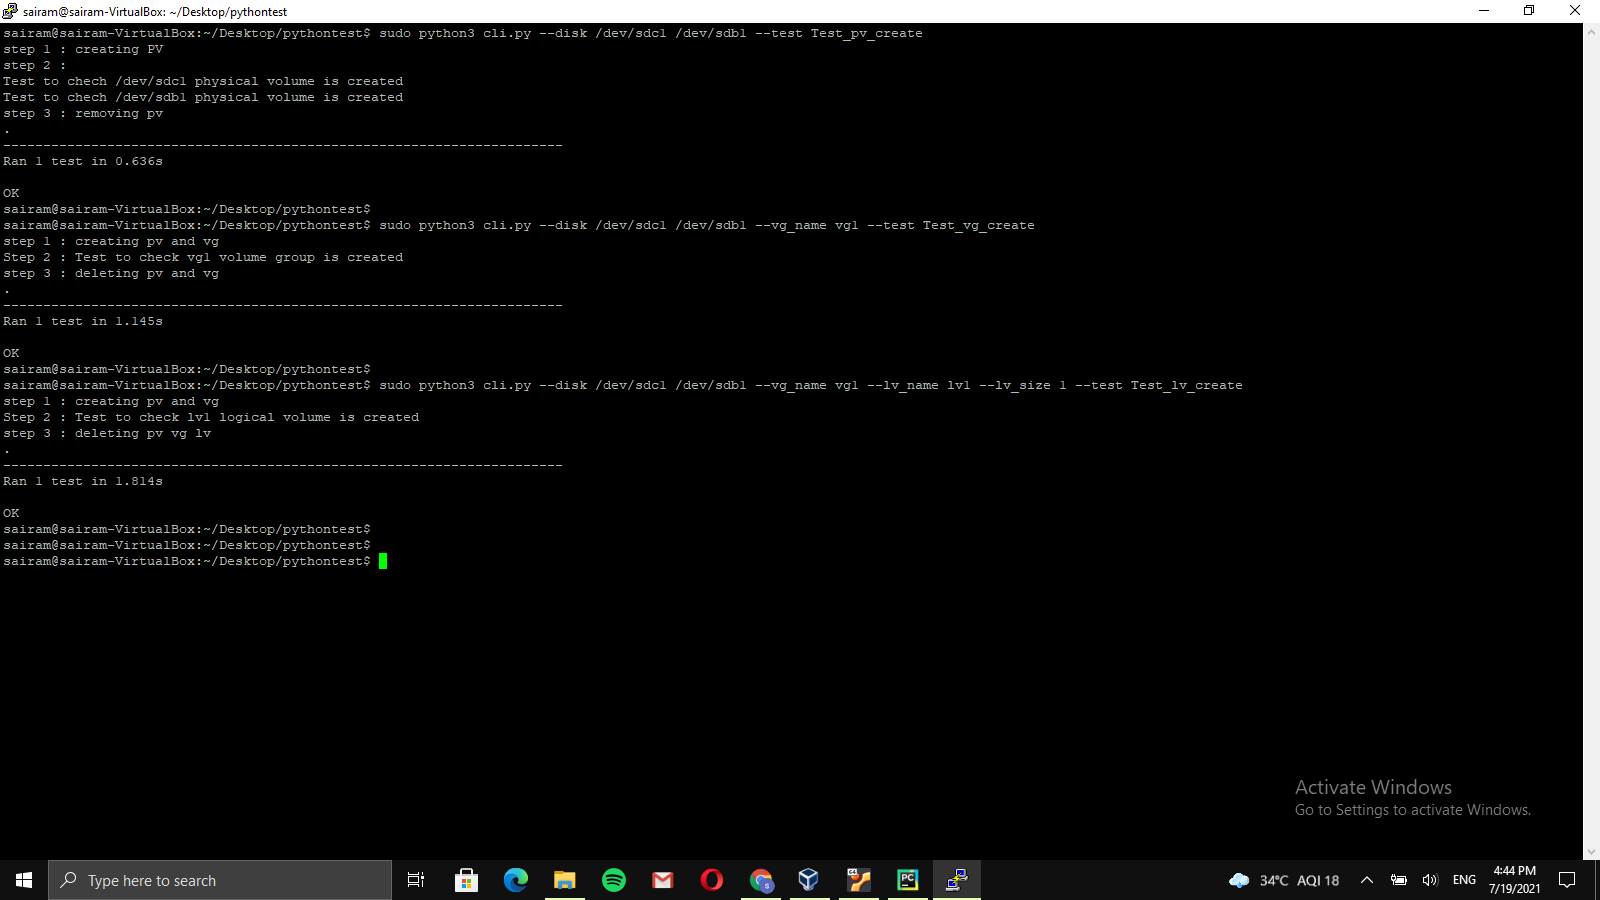 sairam@sairam-VirtualBox: ~/Desktop/pythontest
sairam@sairam-VirtualBox:~/Desktop/pythontest$ sudo python3 cli.py --disk /dev/sdc1 /dev/sdb1 --test Test_pv_create
step 1 : creating PV
step 2 :
Test to chech /dev/sdc1 physical volume is created
Test to chech /dev/sdb1 physical volume is created
step 3 : removing pv
.
----------------------------------------------------------------------
Ran 1 test in 0.636s
OK
sairam@sairam-VirtualBox:~/Desktop/pythontest$
sairam@sairam-VirtualBox:~/Desktop/pythontest$ sudo python3 cli.py --disk /dev/sdc1 /dev/sdb1 --vg_name vg1 --test Test_vg_create
step 1 : creating pv and vg
Step 2 : Test to check vg1 volume group is created
step 3 : deleting pv and vg
.
----------------------------------------------------------------------
Ran 1 test in 1.145s
OK
sairam@sairam-VirtualBox:~/Desktop/pythontest$
sairam@sairam-VirtualBox:~/Desktop/pythontest$ sudo python3 cli.py --disk /dev/sdc1 /dev/sdb1 --vg_name vg1 --lv_name lv1 --lv_size 1 --test Test_lv_create
step 1 : creating pv and vg
Step 2 : Test to check lv1 logical volume is created
step 3 : deleting pv vg lv
.
----------------------------------------------------------------------
Ran 1 test in 1.814s
OK
sairam@sairam-VirtualBox:~/Desktop/pythontest$
sairam@sairam-VirtualBox:~/Desktop/pythontest$
sairam@sairam-VirtualBox:~/Desktop/pythontest$
Activate Windows
Go to Settings to activate Windows.
Type here to search
PC
34°C AQI 18
ENG
4:44 PM
7/19/2021